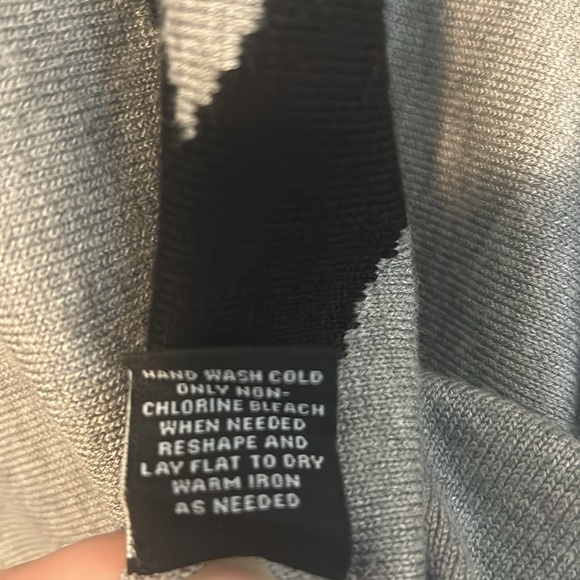 HAND WASH COLD
ONLY NON-
CHLORINE BLEACH
WHEN NEEDED
RESHAPE AND
LAY FLAT TO DRY
WARM IRON
AS NEEDED